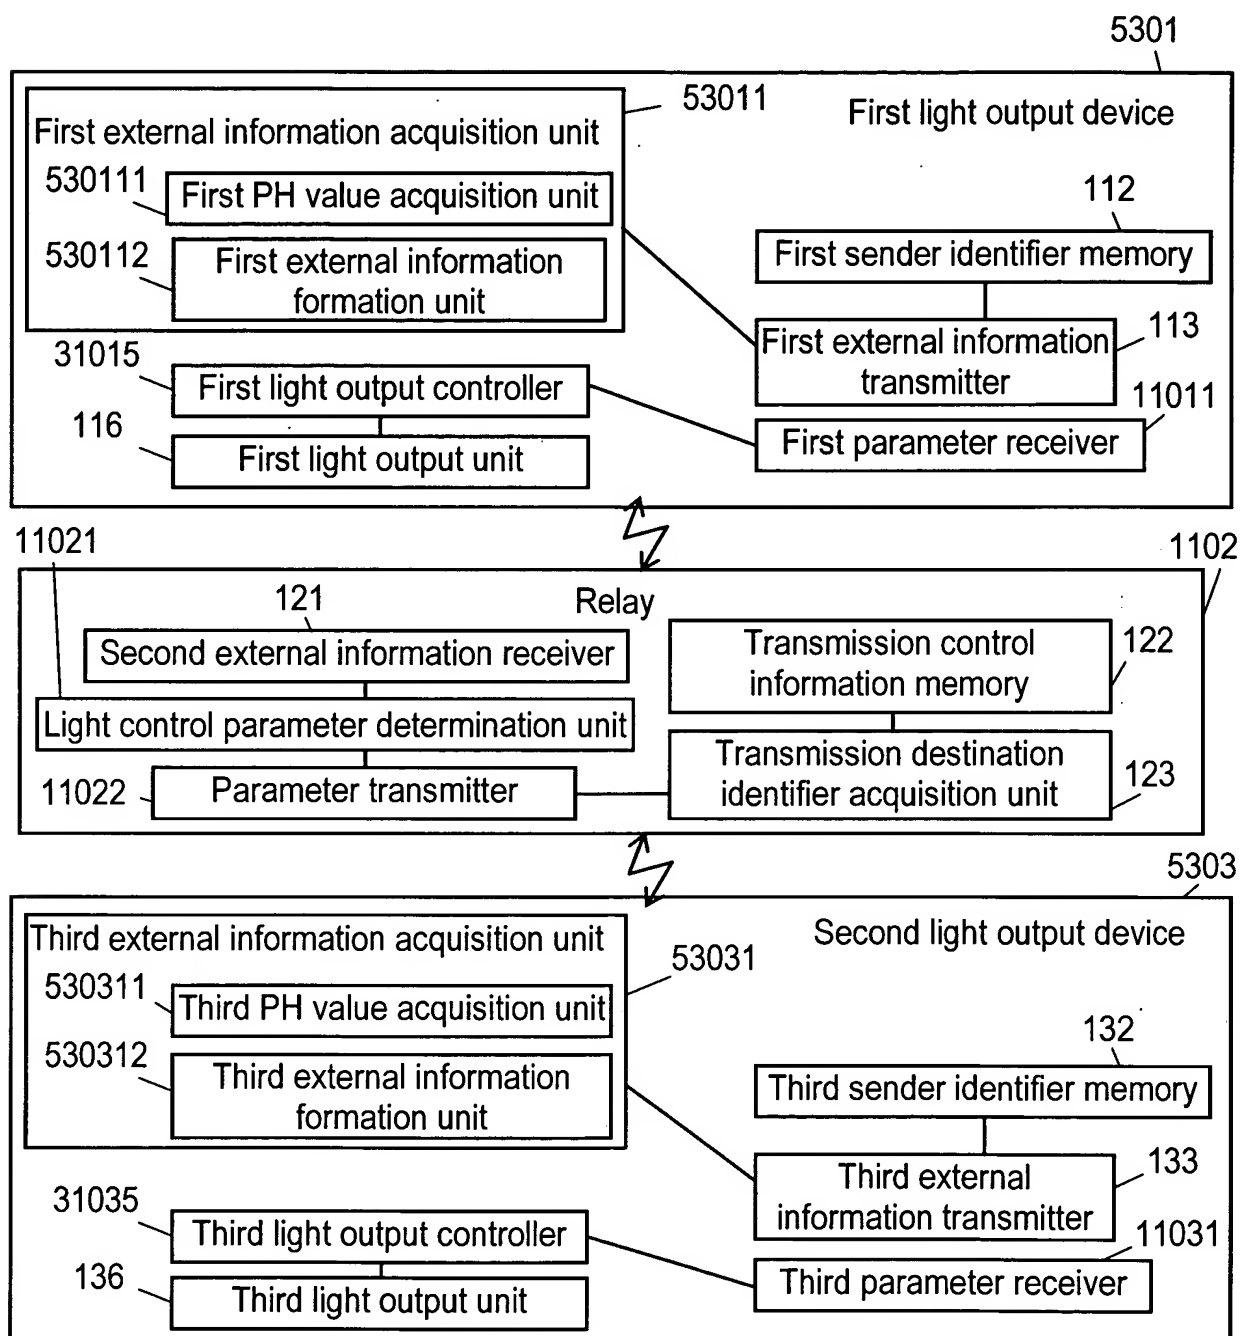 5301
53011
First light output device
First external information acquisition unit
530111
First PH value acquisition unit
112
530112
First external information
formation unit
First sender identifier memory
31015
First external information
transmitter
113
First light output controller
11011
116
First light output unit
First parameter receiver
11021
1102
121
Relay
Second external information receiver
Transmission control
information memory
122
Light control parameter determination unit
11022
Parameter transmitter
Transmission destination
identifier acquisition unit
123
5303
Third external information acquisition unit
Second light output device
53031
530311
Third PH value acquisition unit
132
530312
Third external information
formation unit
Third sender identifier memory
Third external
information transmitter
133
31035
Third light output controller
11031
136
Third light output unit
Third parameter receiver